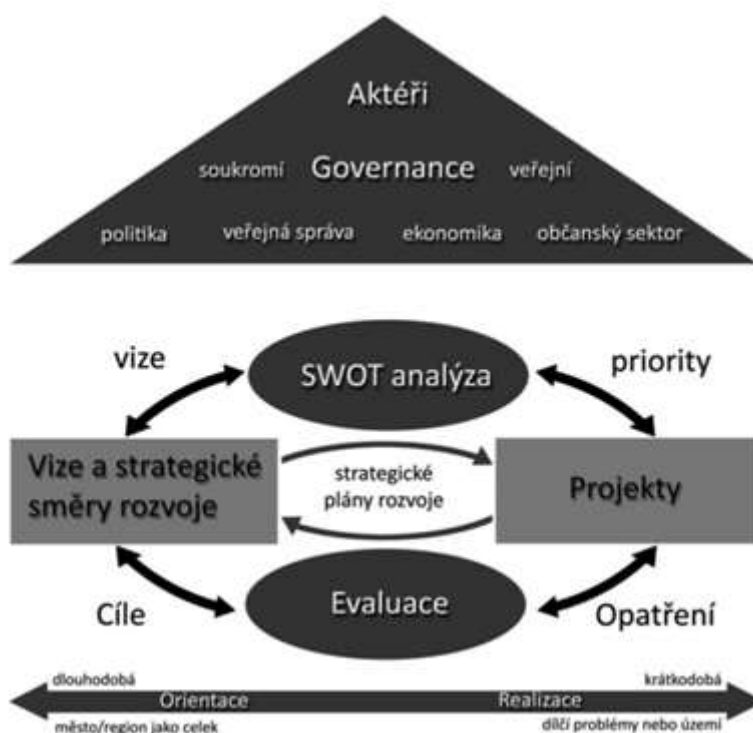 Aktéři
soukromí Governance veřejní
politika veřejná správa ekonomika občanský sektor
vize SWOT analýza priority
Vize a strategické
směry rozvoje
strategické
plány rozvoje
Projekty
Cíle Evaluace Opatření
dlouhodobá krátkodobá
Orientace Realizace
město/region jako celek dílčí problémy nebo území